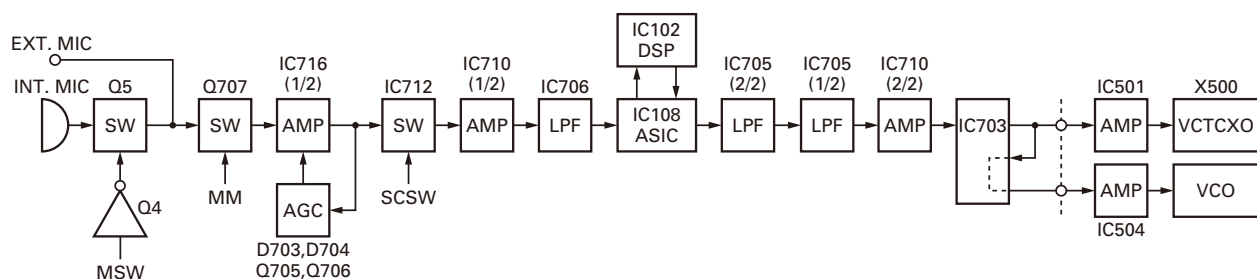 EXT. MIC
INT. MIC
Q5
SW
Q4
MSW
Q707
SW
MM
IC716
(1/2)
AMP
AGC
D703,D704
Q705,Q706
IC712
SW
SCSW
IC710
(1/2)
AMP
IC706
LPF
IC102
DSP
IC108
ASIC
IC705
(2/2)
LPF
IC705
(1/2)
LPF
IC710
(2/2)
AMP
IC703
IC501
AMP
X500
VCTCXO
AMP
IC504
VCO